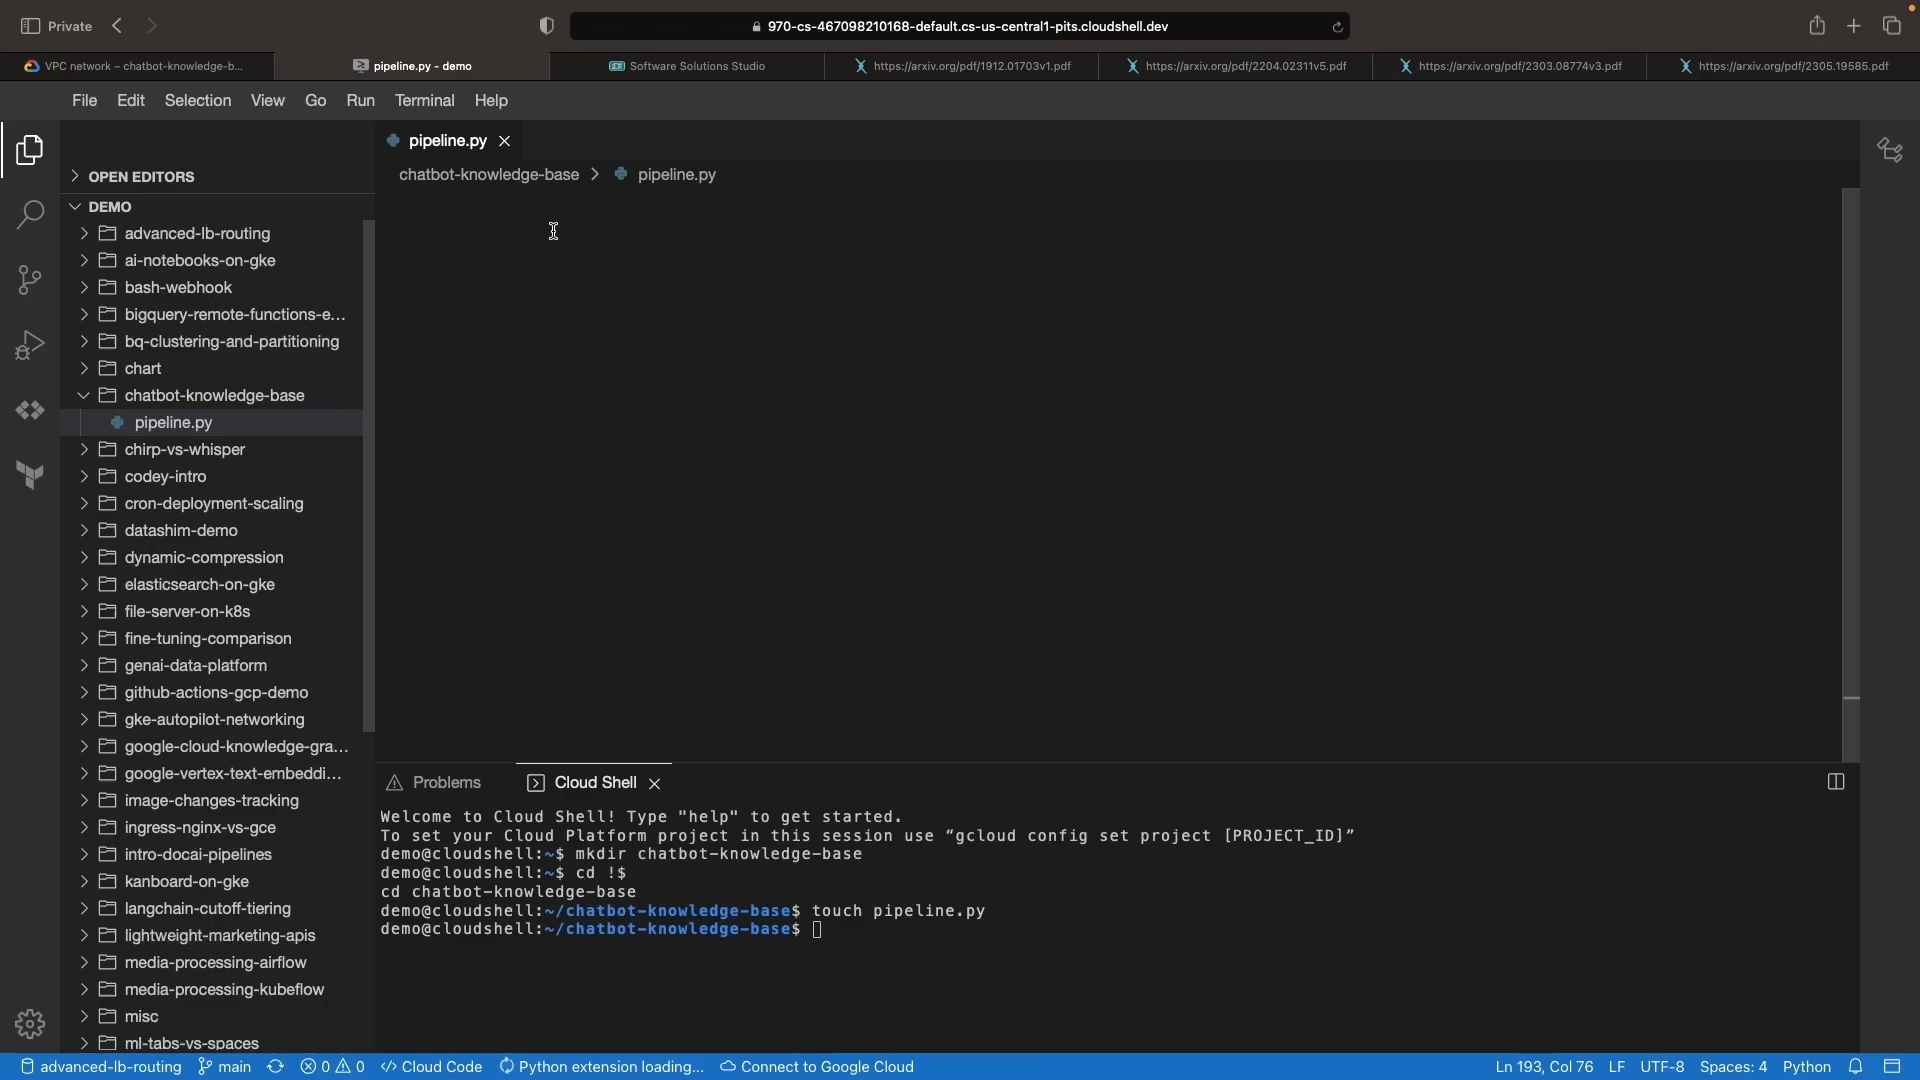 Private
970-cs-467098210168-default.cs-us-central1-pits.cloudshell.dev
VPC network – chatbot-knowledge-b...
pipeline.py - demo
Software Solutions Studio
https://arxiv.org/pdf/1912.01703v1.pdf
https://arxiv.org/pdf/2204.02311v5.pdf
https://arxiv.org/pdf/2303.08774v3.pdf
https://arxiv.org/pdf/2305.19585.pdf
File Edit Selection View Go Run Terminal Help
OPEN EDITORS
DEMO
advanced-lb-routing
ai-notebooks-on-gke
bash-webhook
bigquery-remote-functions-e...
bq-clustering-and-partitioning
chart
chatbot-knowledge-base
pipeline.py
chirp-vs-whisper
codey-intro
cron-deployment-scaling
datashim-demo
dynamic-compression
elasticsearch-on-gke
file-server-on-k8s
fine-tuning-comparison
genai-data-platform
github-actions-gcp-demo
gke-autopilot-networking
google-cloud-knowledge-gra...
google-vertex-text-embeddi...
image-changes-tracking
ingress-nginx-vs-gce
intro-docai-pipelines
kanboard-on-gke
langchain-cutoff-tiering
lightweight-marketing-apis
media-processing-airflow
media-processing-kubeflow
misc
ml-tabs-vs-spaces
pipeline.py
chatbot-knowledge-base > pipeline.py
Problems
Cloud Shell
Welcome to Cloud Shell! Type "help" to get started.
To set your Cloud Platform project in this session use “gcloud config set project [PROJECT_ID]”
demo@cloudshell:~$ mkdir chatbot-knowledge-base
demo@cloudshell:~$ cd !$
cd chatbot-knowledge-base
demo@cloudshell:~/chatbot-knowledge-base$ touch pipeline.py
demo@cloudshell:~/chatbot-knowledge-base$
advanced-lb-routing main 0 0 Cloud Code Python extension loading... Connect to Google Cloud Ln 193, Col 76 LF UTF-8 Spaces: 4 Python